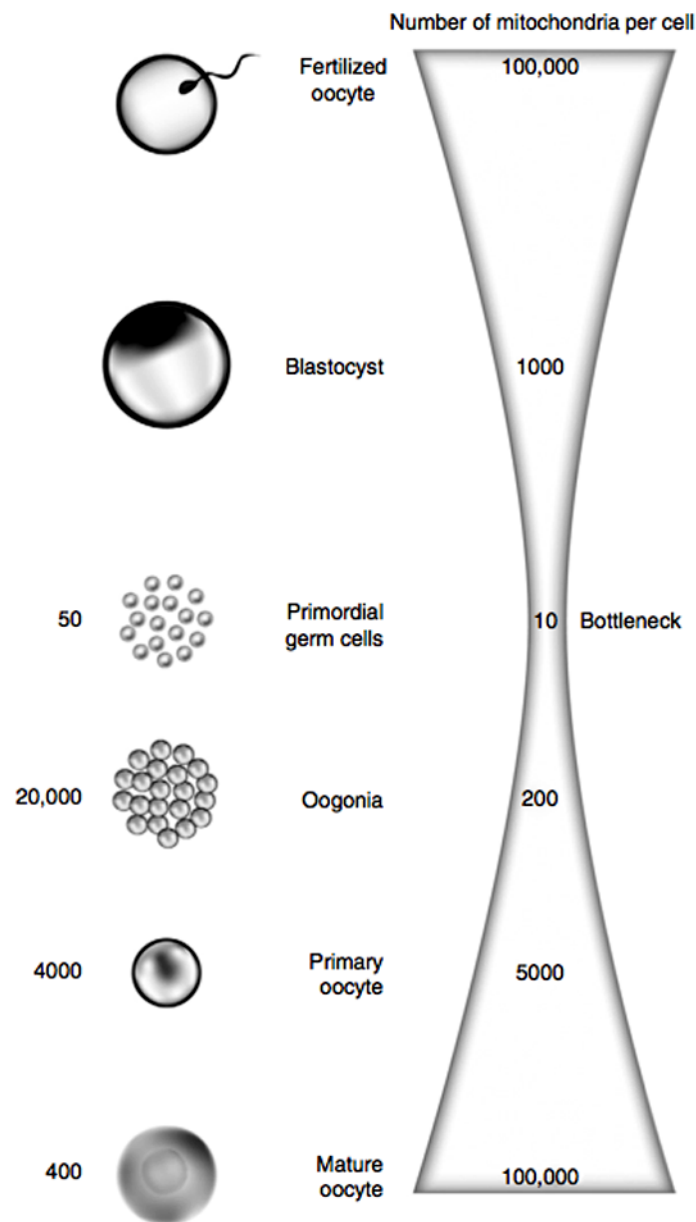 Number of mitochondria per cell
Fertilized
oocyte
100,000
Blastocyst
1000
50
Primordial
germ cells
10
Bottleneck
20,000
Oogonia
200
4000
Primary
oocyte
5000
400
Mature
oocyte
100,000